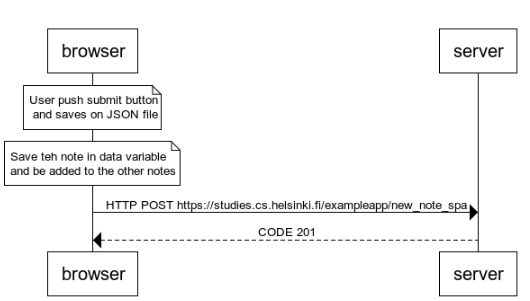 browser
server
User push submit button
and saves on JSON file
Save teh note in data variable
and be added to the other notes
HTTP POST https://studies.cs.helsinki.fi/exampleapp/new_note_spa
CODE 201
browser
server